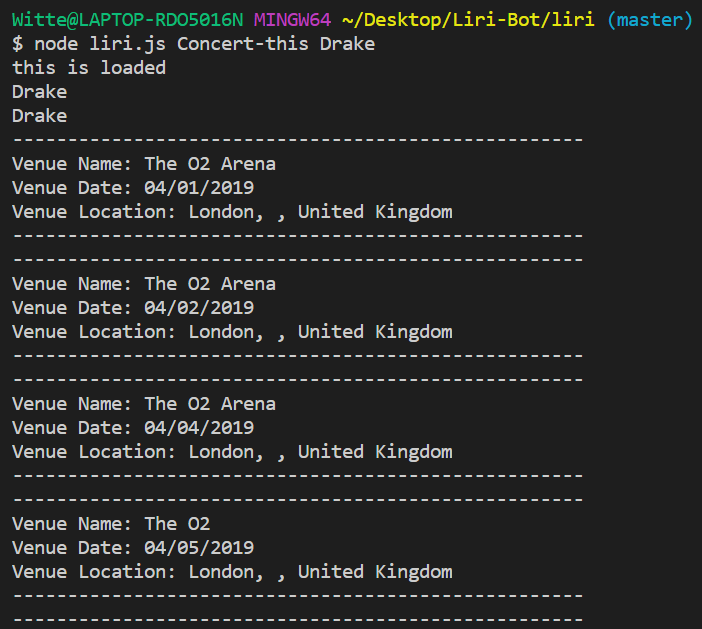 Witte@LAPTOP-RDO5016N MINGW64 ~/Desktop/Liri-Bot/liri (master)
$ node liri.js Concert-this Drake
this is loaded
Drake
Drake
----------------------------------------------------
Venue Name: The O2 Arena
Venue Date: 04/01/2019
Venue Location: London, , United Kingdom
----------------------------------------------------
----------------------------------------------------
Venue Name: The O2 Arena
Venue Date: 04/02/2019
Venue Location: London, , United Kingdom
----------------------------------------------------
----------------------------------------------------
Venue Name: The O2 Arena
Venue Date: 04/04/2019
Venue Location: London, , United Kingdom
----------------------------------------------------
----------------------------------------------------
Venue Name: The O2
Venue Date: 04/05/2019
Venue Location: London, , United Kingdom
----------------------------------------------------
----------------------------------------------------